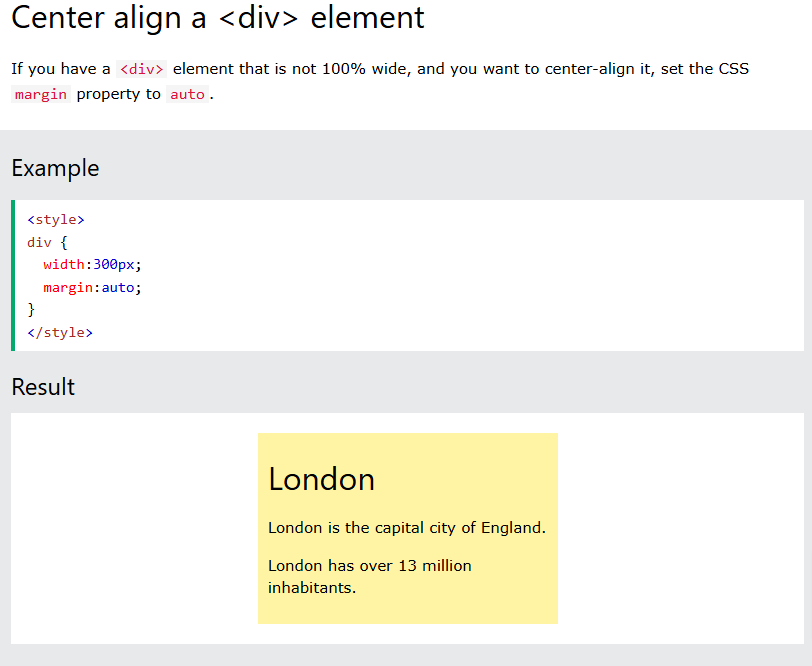 Center align a <div> element
If you have a <div> element that is not 100% wide, and you want to center-align it, set the CSS
margin property to auto.
Example
<style>
div {
  width:300px;
  margin:auto;
}
</style>
Result
London
London is the capital city of England.
London has over 13 million
inhabitants.